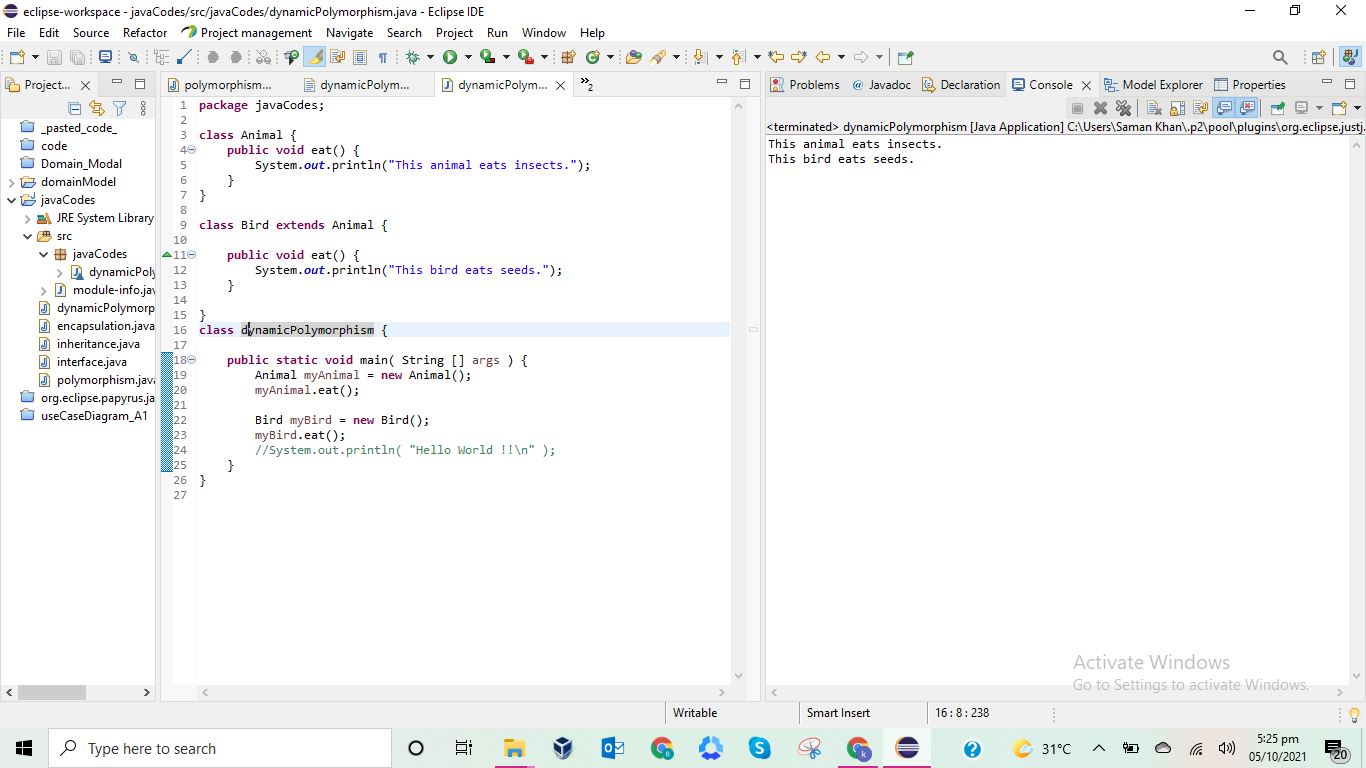 eclipse-workspace - javaCodes/src/javaCodes/dynamicPolymorphism.java - Eclipse IDE
File Edit Source Refactor Project management Navigate Search Project Run Window Help
Project...
_pasted_code_
code
Domain_Modal
domainModel
javaCodes
JRE System Library
src
javaCodes
dynamicPoly
module-info.jav
dynamicPolymorp
encapsulation.java
inheritance.java
interface.java
polymorphism.java
org.eclipse.papyrus.ja
useCaseDiagram_A1
polymorphism... dynamicPolym... dynamicPolym... »2
1 package javaCodes;
2
3 class Animal {
4 public void eat() {
5 System.out.println("This animal eats insects.");
6 }
7 }
8
9 class Bird extends Animal {
10
11 public void eat() {
12 System.out.println("This bird eats seeds.");
13 }
14
15 }
16 class dynamicPolymorphism {
17
18 public static void main( String [] args ) {
19 Animal myAnimal = new Animal();
20 myAnimal.eat();
21
22 Bird myBird = new Bird();
23 myBird.eat();
24 //System.out.println( "Hello World !!\n" );
25 }
26 }
27
Problems @ Javadoc Declaration Console Model Explorer Properties
<terminated> dynamicPolymorphism [Java Application] C:\Users\Saman Khan\.p2\pool\plugins\org.eclipse.justj.
This animal eats insects.
This bird eats seeds.
Activate Windows
Go to Settings to activate Windows.
Writable Smart Insert 16 : 8 : 238
Type here to search
31°C
5:25 pm
05/10/2021
20